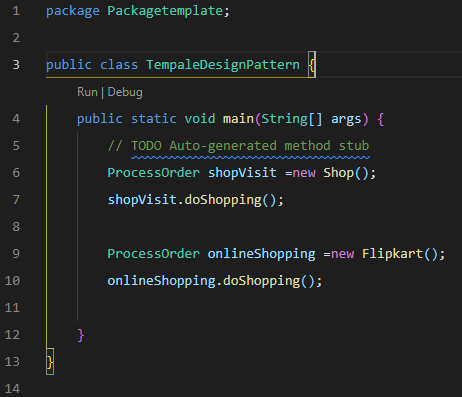 1 package Packagetemplate;
2
3 public class TempaleDesignPattern {
Run | Debug
4 public static void main(String[] args) {
5 // TODO Auto-generated method stub
6 ProcessOrder shopVisit =new Shop();
7 shopVisit.doShopping();
8
9 ProcessOrder onlineShopping =new Flipkart();
10 onlineShopping.doShopping();
11
12 }
13 }
14